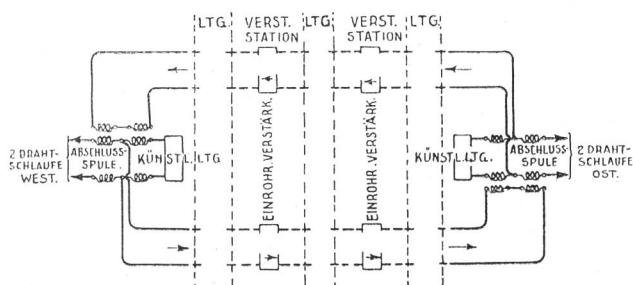 LTG. VERST. STATION LTG. VERST. STATION LTG.
EINROHR.VERSTÄRK.
EINROHR.VERSTÄRK.
2 DRAHT-
SCHLAUFE
WEST.
ABSCHLUSS-
SPULE.
KÜNSTL.LTG
KÜNSTL.LTG.
ABSCHLUSS-
SPULE
2 DRAHT-
SCHLAUFE
OST.